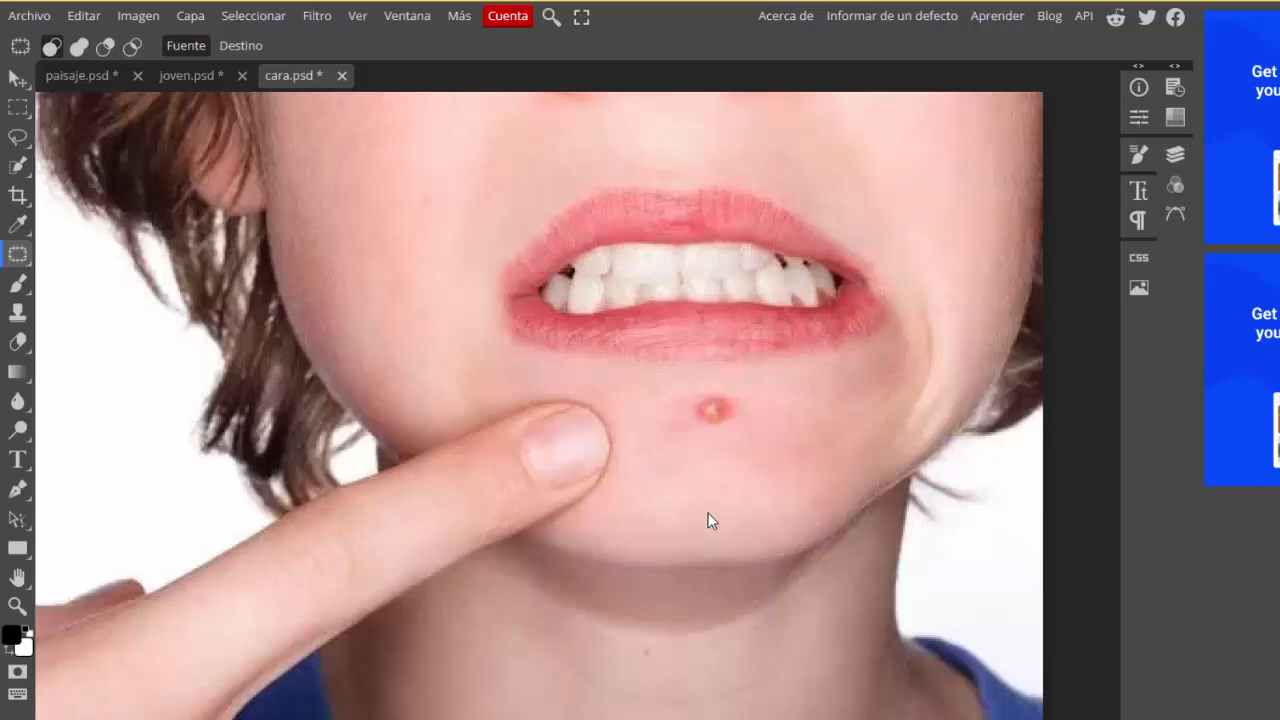 Archivo Editar Imagen Capa Seleccionar Filtro Ver Ventana Más Cuenta Acerca de Informar de un defecto Aprender Blog API
Fuente Destino
paisaje.psd * joven.psd * cara.psd *
Get
you
CSS
Get
you